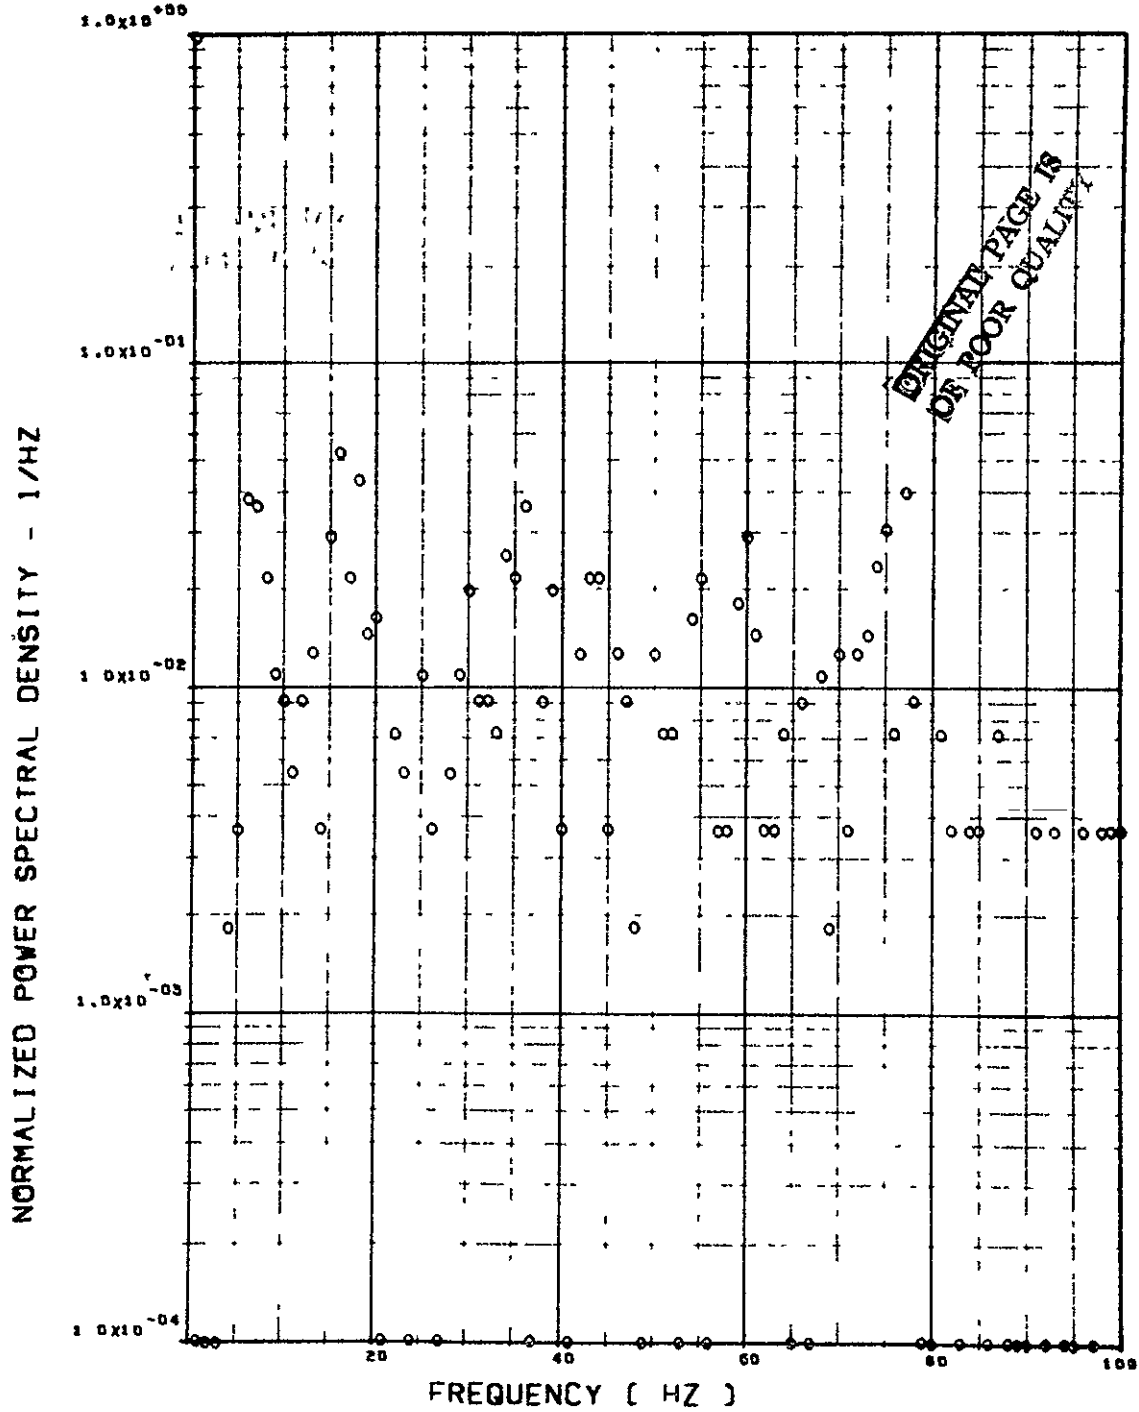 1.0X10+00
ORIGINAL PAGE IS
OF POOR QUALITY
1.0X10-01
1 0X10-02
1.0X10-03
1 0X10-04
NORMALIZED POWER SPECTRAL DENSITY - 1/HZ
20
40
60
80
100
FREQUENCY ( HZ )